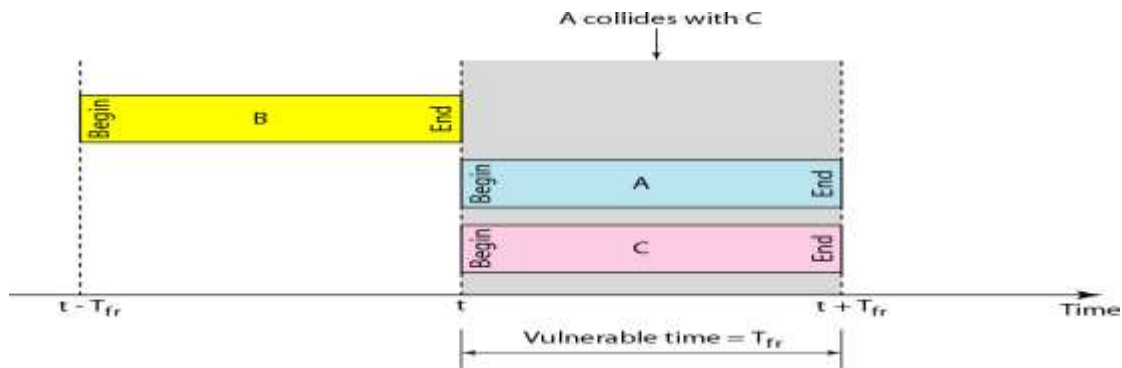 A collides with C
Begin B End
Begin A End
Begin C End
t - Tfr t t + Tfr Time
Vulnerable time = Tfr